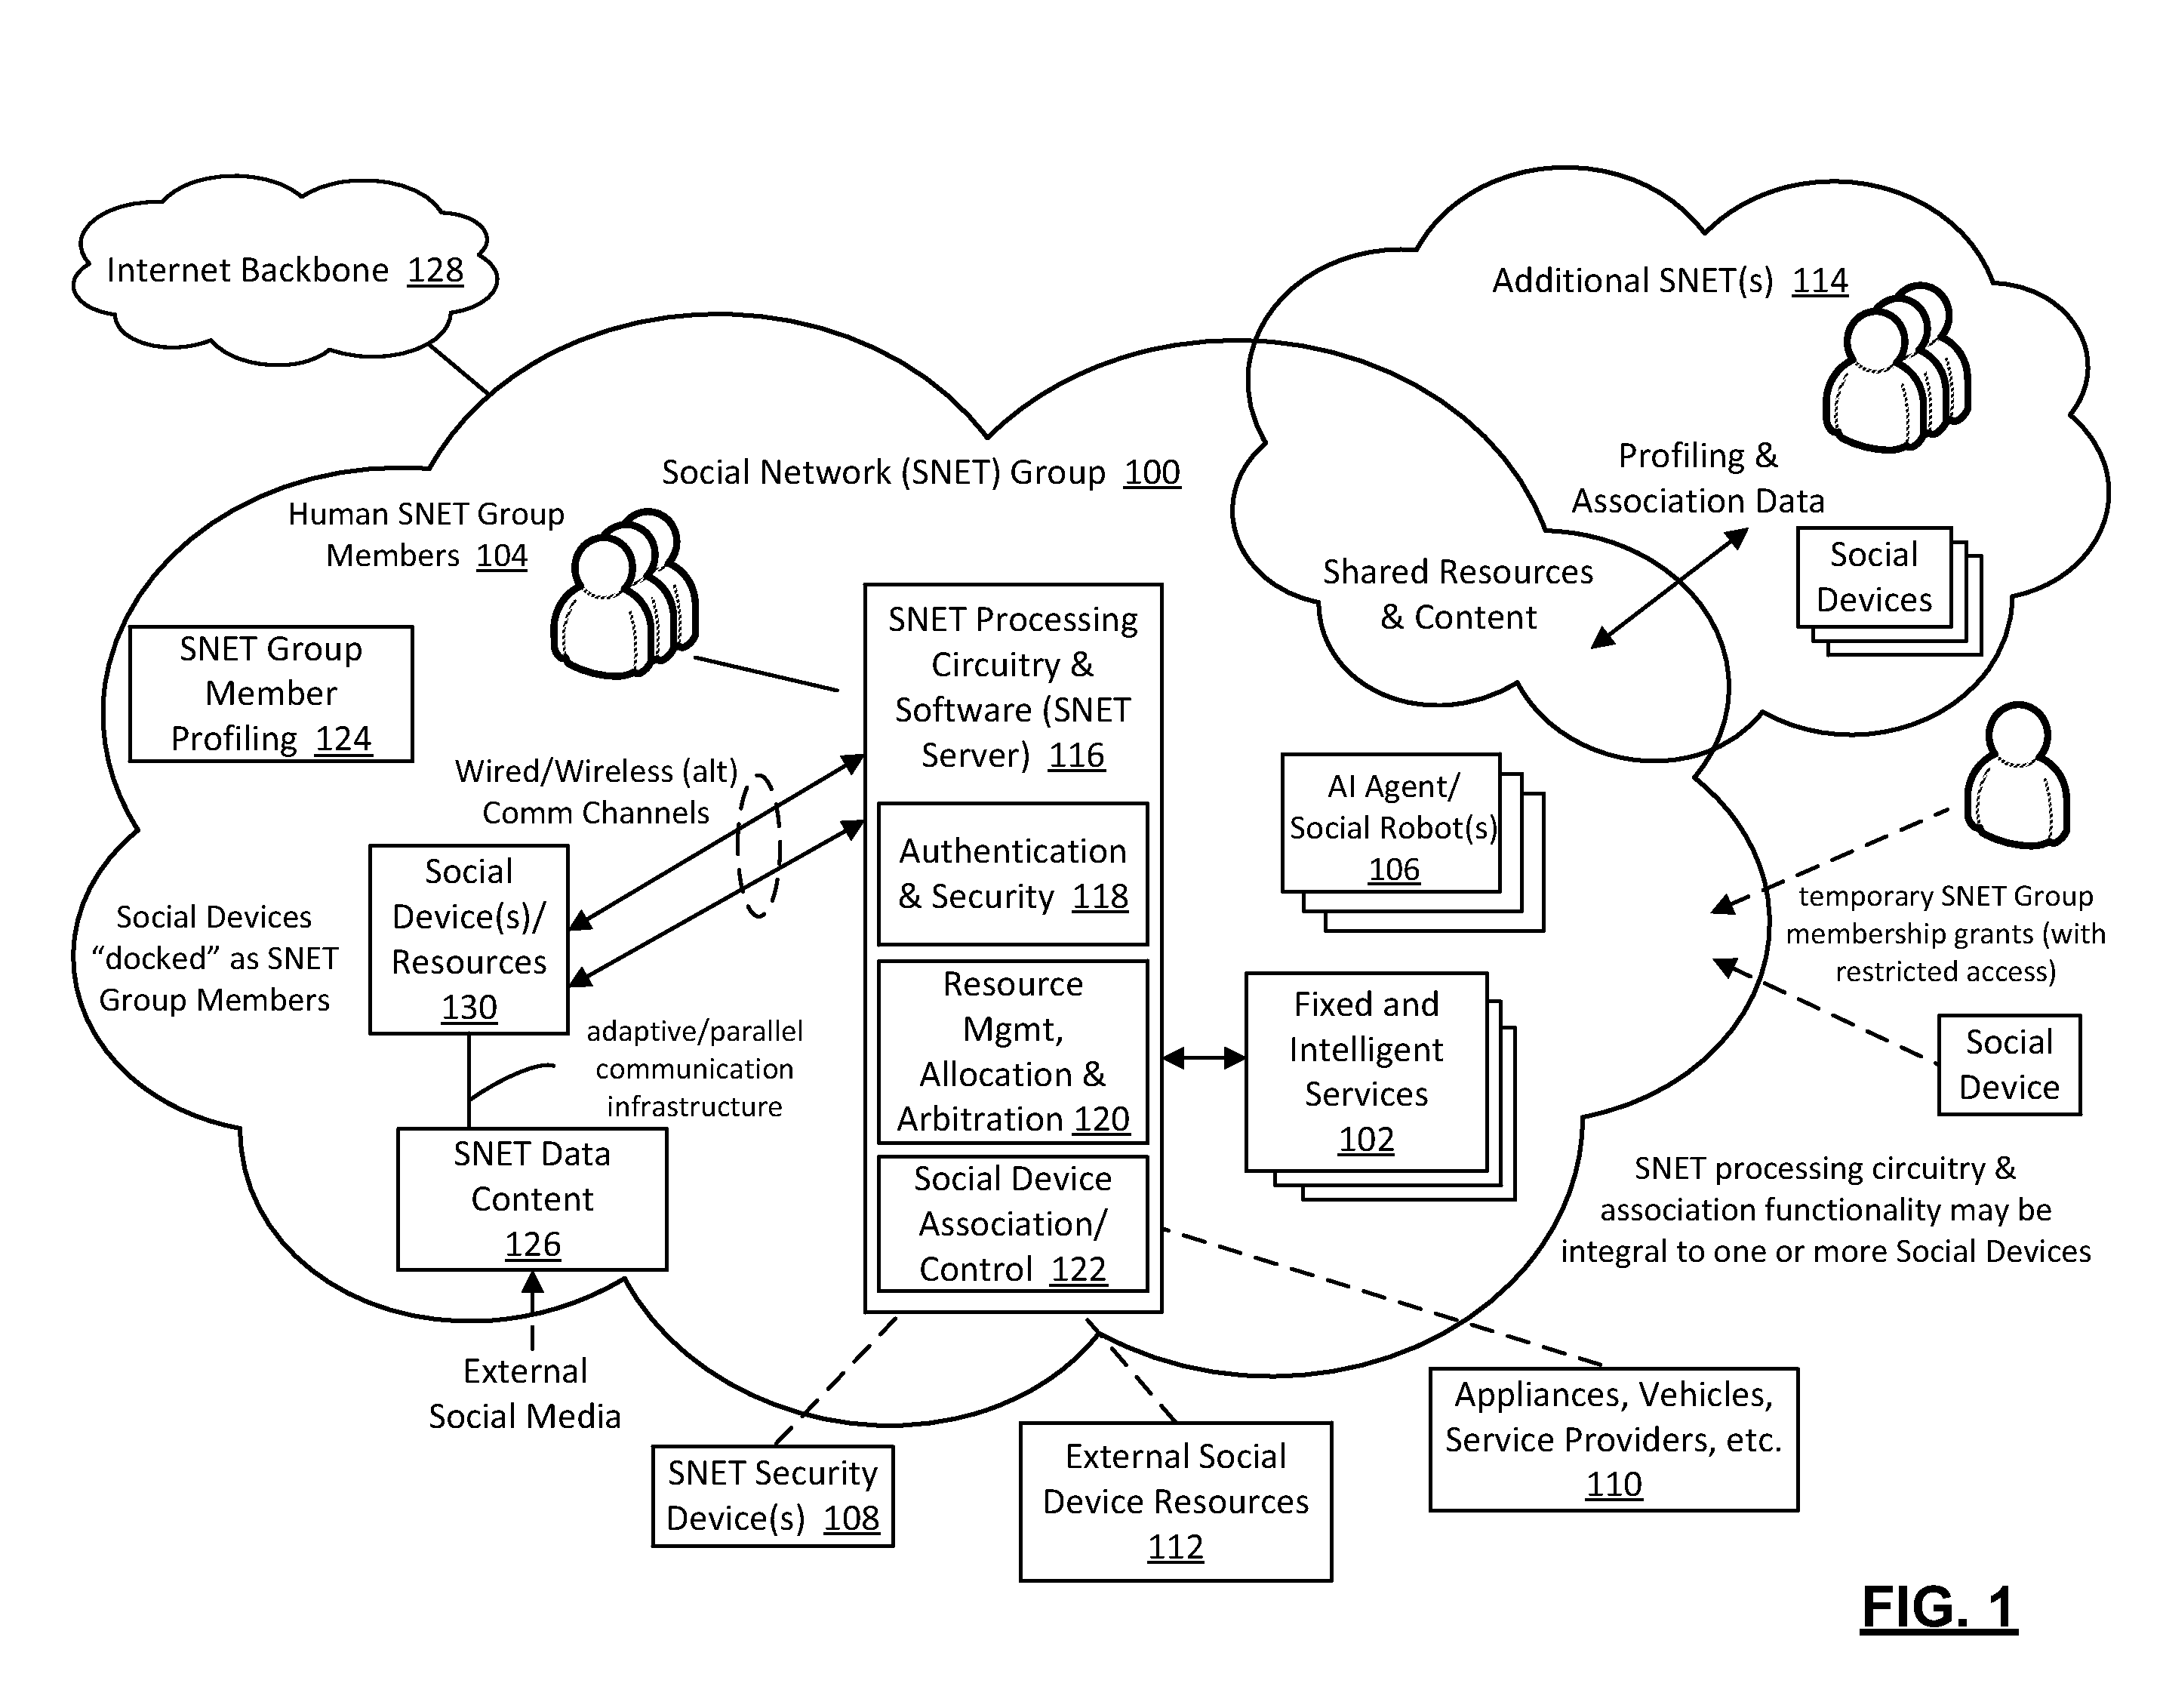 Internet Backbone 128
Additional SNET(s) 114
Profiling &
Association Data
Social
Devices
Social Network (SNET) Group 100
Human SNET Group
Members 104
Shared Resources
& Content
SNET Group
Member
Profiling 124
SNET Processing
Circuitry &
Software (SNET
Server) 116
Wired/Wireless (alt)
Comm Channels
AI Agent/
Social Robot(s)
106
Authentication
& Security 118
Social
Device(s)/
Resources
130
Social Devices
“docked” as SNET
Group Members
temporary SNET Group
membership grants (with
restricted access)
Resource
Mgmt,
Allocation &
Arbitration 120
Fixed and
Intelligent
Services
102
adaptive/parallel
communication
infrastructure
Social
Device
SNET Data
Content
126
Social Device
Association/
Control 122
SNET processing circuitry &
association functionality may be
integral to one or more Social Devices
External
Social Media
SNET Security
Device(s) 108
External Social
Device Resources
112
Appliances, Vehicles,
Service Providers, etc.
110
FIG. 1